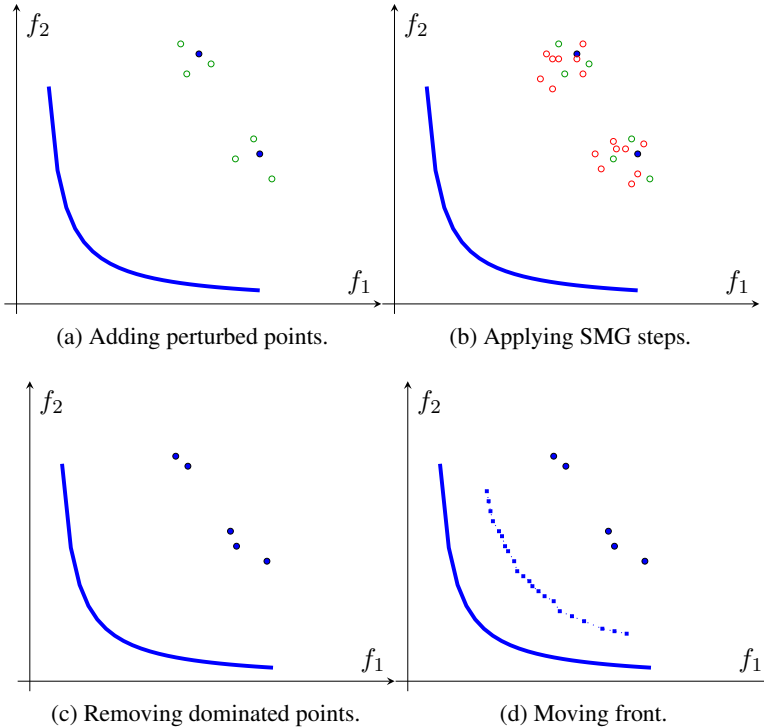 f₂
f₁
(a) Adding perturbed points.
f₂
f₁
(b) Applying SMG steps.
f₂
f₁
(c) Removing dominated points.
f₂
f₁
(d) Moving front.